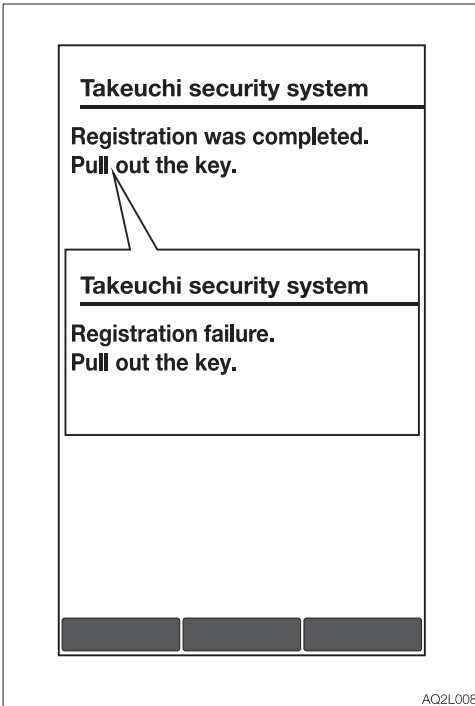 Takeuchi security system
Registration was completed.
Pull out the key.
Takeuchi security system
Registration failure.
Pull out the key.
AQ2L008